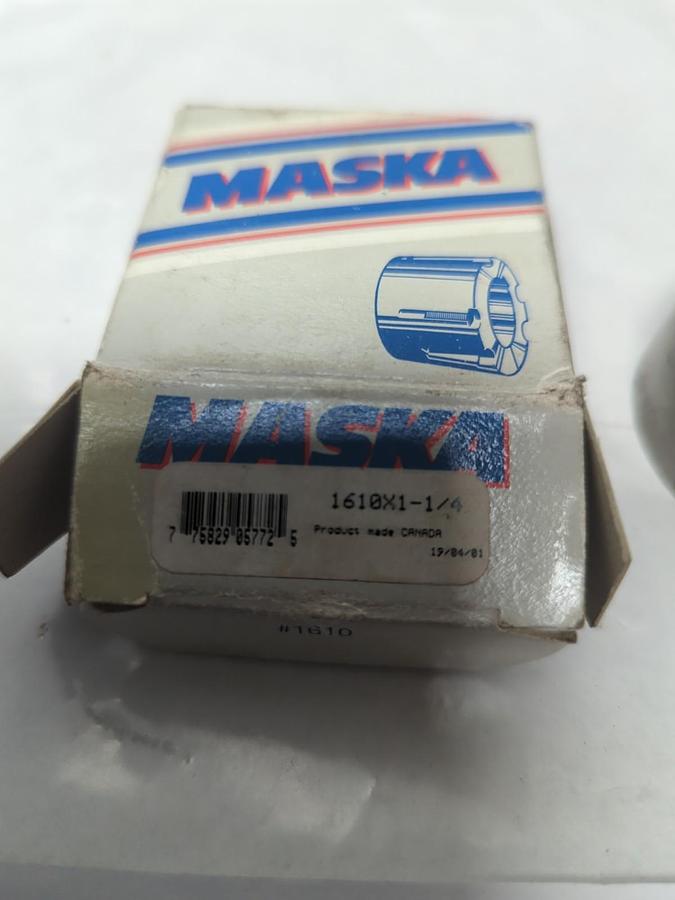 MASKA
MASKA
1610X1-1/4
7 75829 05772 5
Product made CANADA
19/04/01
#1610